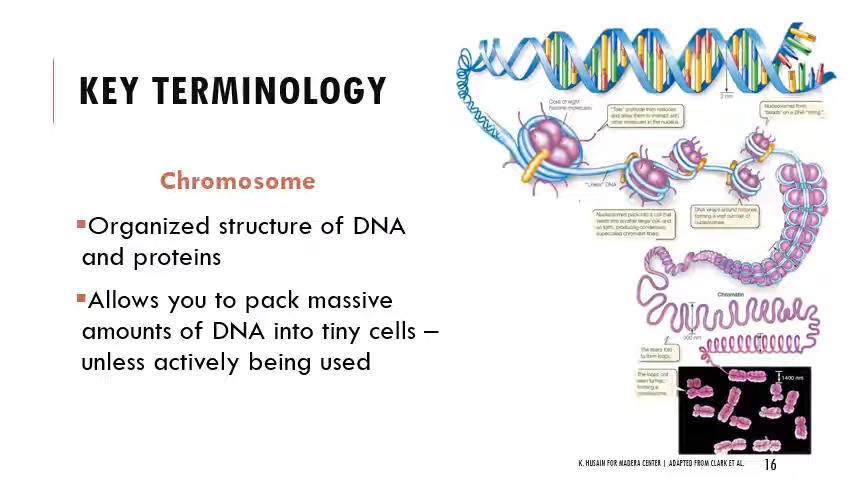 KEY TERMINOLOGY
Chromosome
▪Organized structure of DNA
and proteins
▪Allows you to pack massive
amounts of DNA into tiny cells –
unless actively being used
2 nm
Core of eight
histone molecules
"Tails" protrude from
and allow them to interact with
other molecules in the nucleus.
Nucleosomes form
"beads" on a DNA "string."
"Linker" DNA
Nucleosomes pack into a coil that
twists into another larger coil, and
so forth, producing condensed,
supercoiled chromatin fibers.
DNA wraps around histones,
forming a
nucleosomes.
Chromatin
300 nm
The fibers fold
to form loops.
The loops coil
even further,
forming a
chromosome.
1400 nm
K. HUSAIN FOR MADERA CENTER | ADAPTED FROM CLARK ET AL.
16